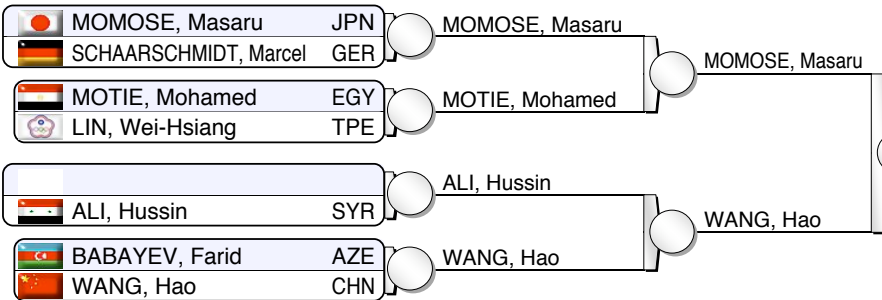 MOMOSE, Masaru JPN
SCHAARSCHMIDT, Marcel GER
MOMOSE, Masaru
MOTIE, Mohamed EGY
LIN, Wei-Hsiang TPE
MOTIE, Mohamed
MOMOSE, Masaru
ALI, Hussin SYR
ALI, Hussin
BABAYEV, Farid AZE
WANG, Hao CHN
WANG, Hao
WANG, Hao